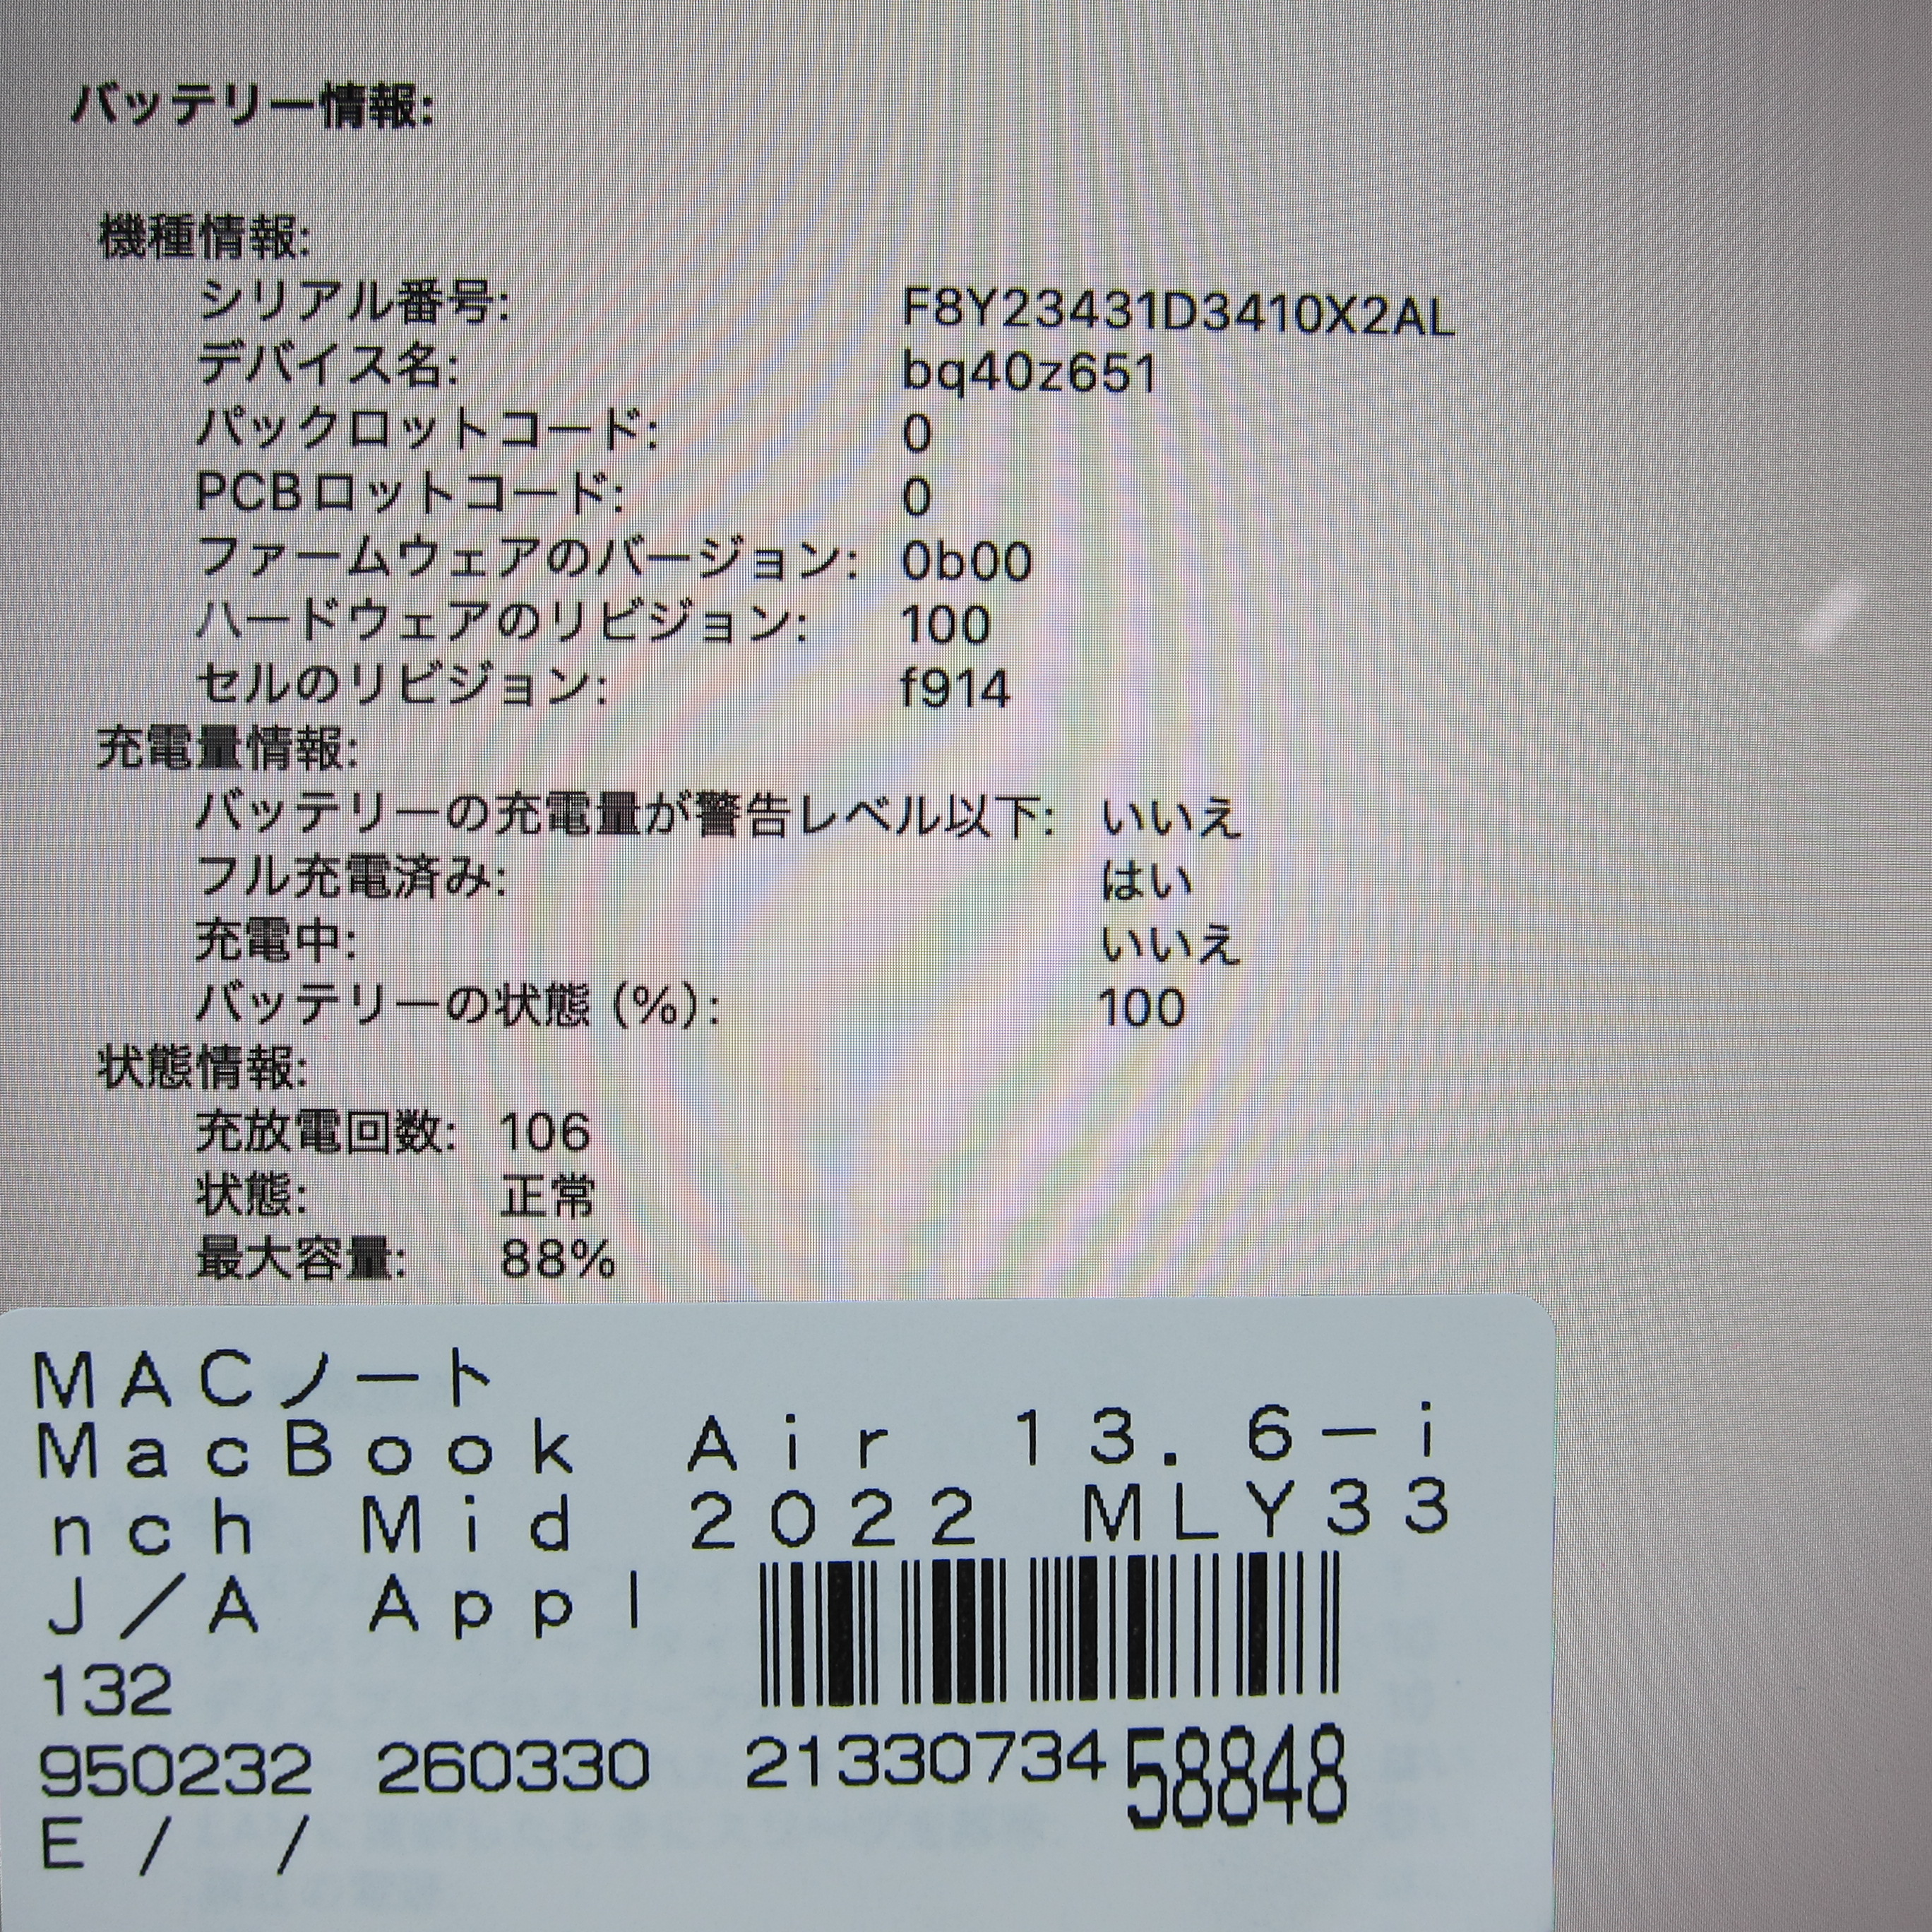 バッテリー情報:
機種情報:
シリアル番号: F8Y23431D3410X2AL
デバイス名: bq40z651
パックロットコード: 0
PCBロットコード: 0
ファームウェアのバージョン: 0b00
ハードウェアのリビジョン: 100
セルのリビジョン: f914
充電量情報:
バッテリーの充電量が警告レベル以下: いいえ
フル充電済み: はい
充電中: いいえ
バッテリーの状態 (%): 100
状態情報:
充放電回数: 106
状態: 正常
最大容量: 88%
MACノート
MacBook Air 13.6-i
nch Mid 2022 MLY33
J/A Appl
132
950232 260330 2133073458848
E / /